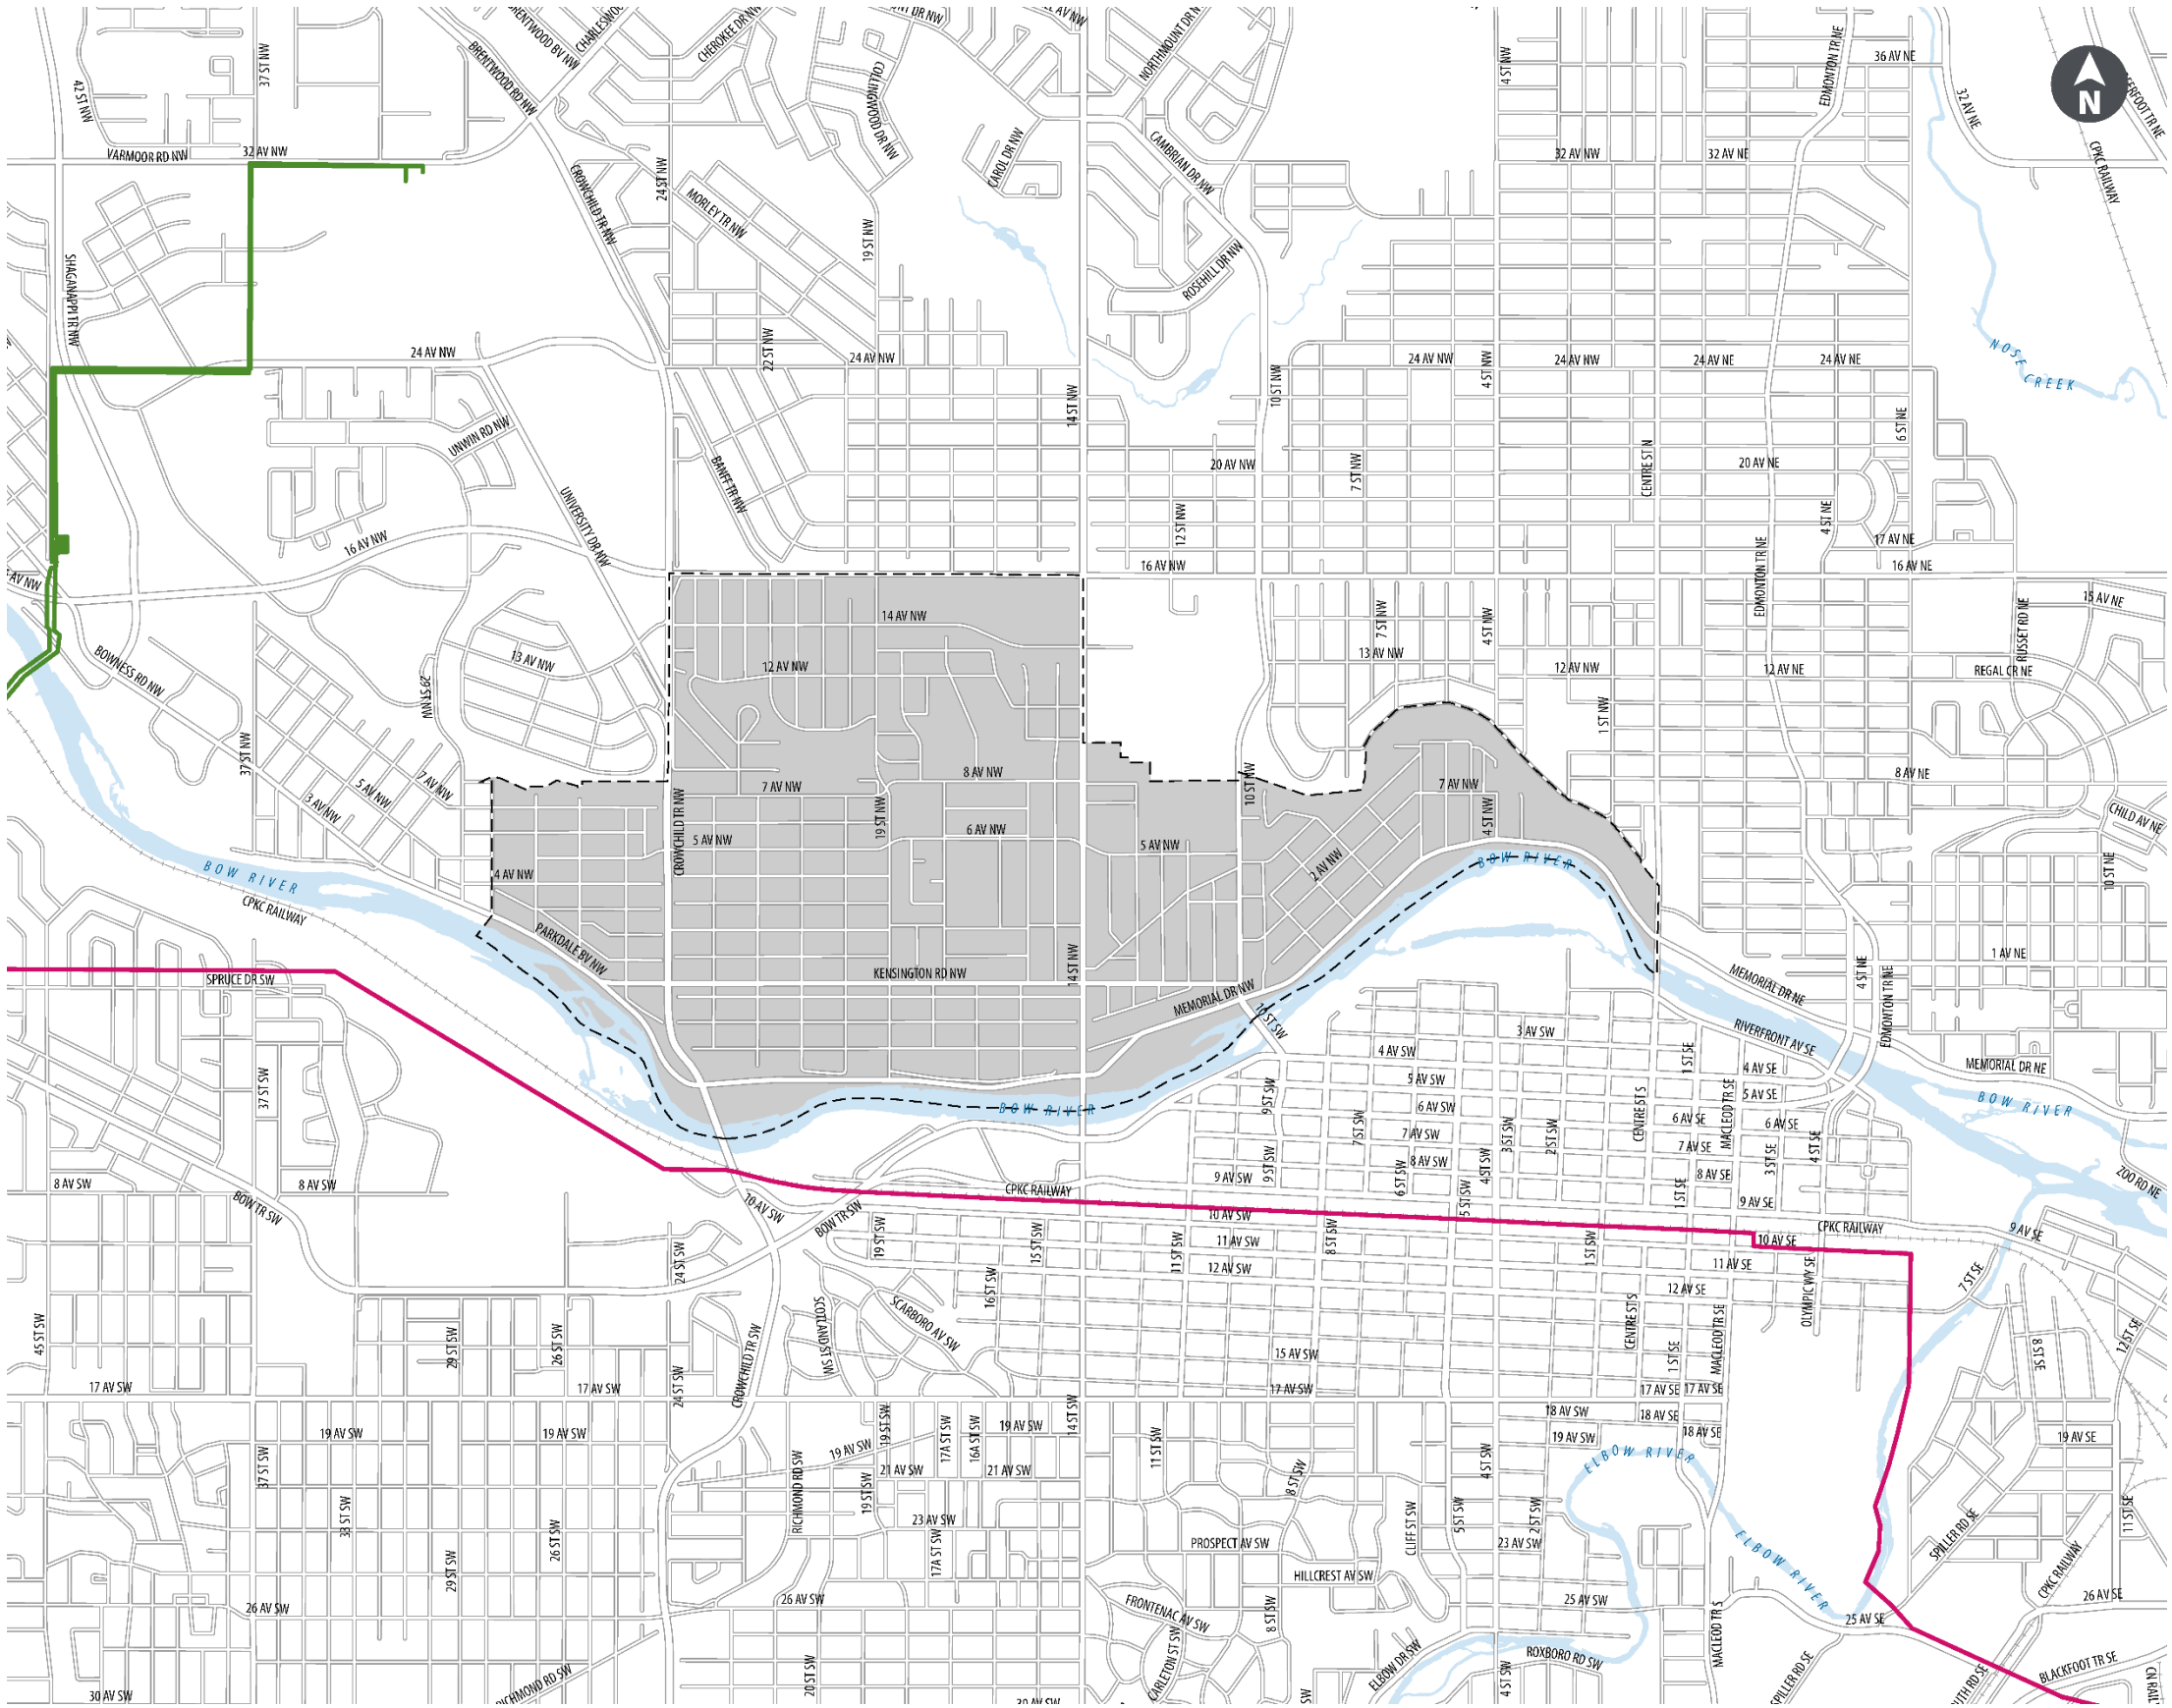 BRENTWOOD BV NW
CHEROKEE DR NW
NORTHMOUNT DR N
4 ST NW
EDMONTON TR NE
36 AV NE
42 ST NW
37 ST NW
BRENTWOOD RD NW
COLLINGWOOD DR NW
32 AV NE
N
CPKC RAILWAY
VARMOOR RD NW
32 AV NW
CROWCHILD TR NW
24 ST NW
MORLEY TR NW
19 ST NW
CAROL DR NW
CAMBRIAN DR NW
32 AV NW
32 AV NE
SHAGANAPPI TR NW
ROSEHILL DR NW
24 AV NW
22 ST NW
24 AV NW
14 ST NW
10 ST NW
24 AV NW
4 ST NW
24 AV NW
24 AV NE
24 AV NE
NOSE CREEK
UNWIN RD NW
BANFF TR NW
20 AV NW
7 ST NW
CENTRE ST N
20 AV NE
6 ST NE
16 AV NW
UNIVERSITY DR NW
12 ST NW
4 ST NE
17 AV NE
16 AV NW
EDMONTON TR NE
16 AV NE
15 AV NE
BOWNESS RD NW
13 AV NW
29 ST NW
14 AV NW
12 AV NW
7 ST NW
13 AV NW
4 ST NW
12 AV NW
12 AV NE
RUSSET RD NE
REGAL CR NE
1 ST NW
37 ST NW
3 AV NW
5 AV NW
7 AV NW
7 AV NW
8 AV NW
10 ST NW
7 AV NW
8 AV NE
CHILD AV NE
CROWCHILD TR NW
5 AV NW
19 ST NW
6 AV NW
5 AV NW
2 AV NW
4 ST NW
BOW RIVER
10 ST NE
BOW RIVER
4 AV NW
CPKC RAILWAY
PARKDALE BV NW
SPRUCE DR SW
KENSINGTON RD NW
14 ST NW
MEMORIAL DR NW
10 ST SW
MEMORIAL DR NE
4 ST NE
EDMONTON TR NE
1 AV NE
3 AV SW
RIVERFRONT AV SE
MEMORIAL DR NE
37 ST SW
4 AV SW
5 AV SW
6 AV SW
7 AV SW
8 AV SW
9 AV SW
1 ST SE
4 AV SE
5 AV SE
6 AV SE
6 AV SE
7 AV SE
8 AV SE
9 AV SE
BOW RIVER
BOW RIVER
9 ST SW
9 ST SW
7 ST SW
6 ST SW
5 ST SW
4 ST SW
3 ST SW
2 ST SW
CENTRE ST S
MACLEOD TR SE
1 ST SE
3 ST SE
4 ST SE
ZOO RD NE
8 AV SW
8 AV SW
BOW TR SW
10 AV SW
BOW TR SW
CPKC RAILWAY
10 AV SW
CPKC RAILWAY
9 AV SE
10 AV SE
24 ST SW
19 ST SW
15 ST SW
11 ST SW
11 AV SW
12 AV SW
8 ST SW
1 ST SW
11 AV SE
12 AV SE
OLYMPIC WY SE
7 ST SE
45 ST SW
29 ST SW
26 ST SW
24 ST SW
CROWCHILD TR SW
SCOTLAND ST SW
SCARBORO AV SW
16 ST SW
15 AV SW
CENTRE ST S
1 ST SE
MACLEOD TR SE
8 ST SE
12 ST SE
17 AV SW
17 AV SW
17 AV SW
17 AV SE
17 AV SE
14 ST SW
18 AV SW
18 AV SE
18 AV SE
19 AV SW
19 AV SW
19 AV SW
19 AV SW
19 AV SW
19 AV SE
37 ST SW
33 ST SW
29 ST SW
26 ST SW
RICHMOND RD SW
19 ST SW
19 ST SW
17A ST SW
16A ST SW
21 AV SW
21 AV SW
23 AV SW
17A ST SW
11 ST SW
8 ST SW
4 ST SW
CLIFF ST SW
5 ST SW
2 ST SW
23 AV SW
ELBOW RIVER
ELBOW RIVER
PROSPECT AV SW
HILLCREST AV SW
SPILLER RD SE
CPKC RAILWAY
11 ST SE
26 AV SW
26 AV SW
FRONTENAC AV SW
8 ST SW
25 AV SW
25 AV SE
26 AV SE
MACLEOD TR S
20 ST SW
CARLETON ST SW
ELBOW DR SW
ROXBORO RD SW
4 ST SW
BLACKFOOT TR SE
30 AV SW